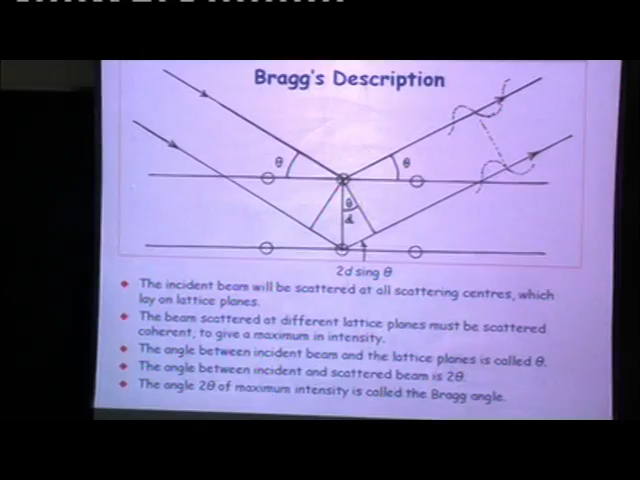 Bragg's Description
θ
θ
θ
d
2d sing θ
The incident beam will be scattered at all scattering centres, which
lay on lattice planes.
The beam scattered at different lattice planes must be scattered
coherent, to give a maximum in intensity.
The angle between incident beam and the lattice planes is called θ.
The angle between incident and scattered beam is 2θ.
The angle 2θ of maximum intensity is called the Bragg angle.